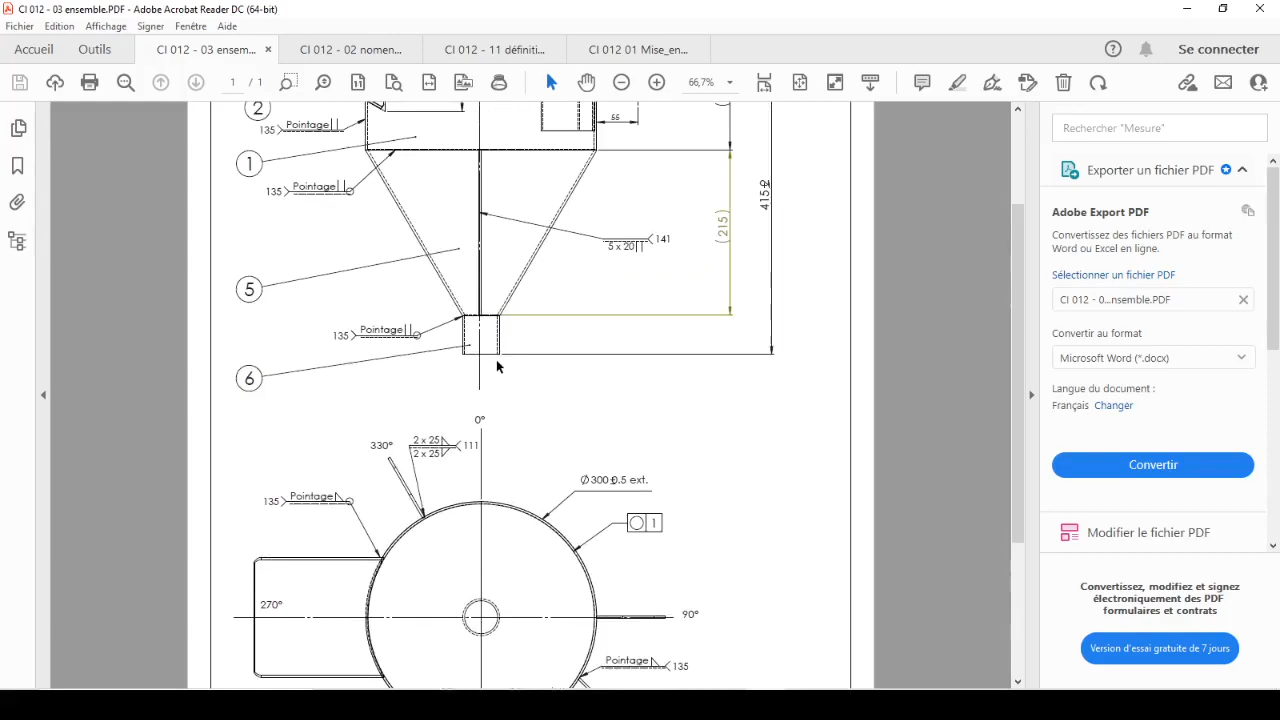 CI 012 - 03 ensemble.PDF - Adobe Acrobat Reader DC (64-bit)
Fichier Edition Affichage Signer Fenêtre Aide
Accueil Outils CI 012 - 03 ensem... × CI 012 - 02 nomen... CI 012 - 11 définiti... CI 012 01 Mise_en... Se connecter
1 / 1 66,7%
2
Pointage
135
55
1
Pointage
135
415±2
(215)
141
5 x 20
5
Pointage
135
6
0°
330°
2 x 25
2 x 25
111
Ø300±0.5 ext.
Pointage
135
1
270°
90°
Pointage
135
Rechercher "Mesure"
Exporter un fichier PDF
Adobe Export PDF
Convertissez des fichiers PDF au format
Word ou Excel en ligne.
Sélectionner un fichier PDF
CI 012 - 0...nsemble.PDF
Convertir au format
Microsoft Word (*.docx)
Langue du document :
Français Changer
Convertir
Modifier le fichier PDF
Convertissez, modifiez et signez
électroniquement des PDF
formulaires et contrats
Version d'essai gratuite de 7 jours